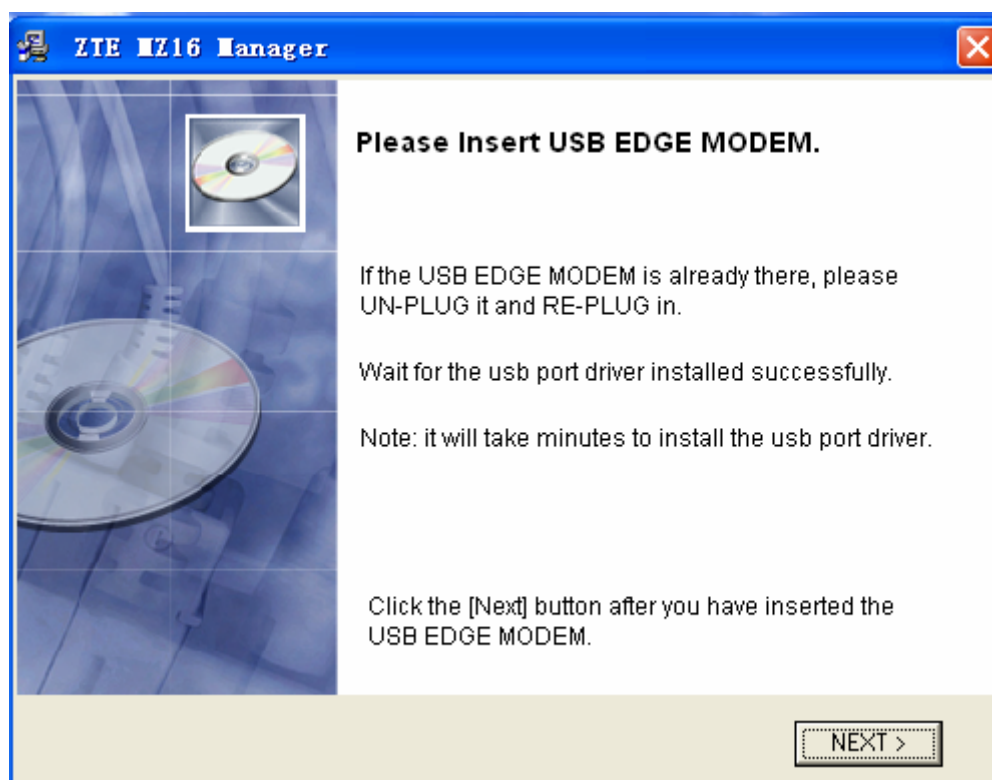 ZTE MZ16 Manager
Please Insert USB EDGE MODEM.
If the USB EDGE MODEM is already there, please
UN-PLUG it and RE-PLUG in.
Wait for the usb port driver installed successfully.
Note: it will take minutes to install the usb port driver.
Click the [Next] button after you have inserted the
USB EDGE MODEM.
NEXT >